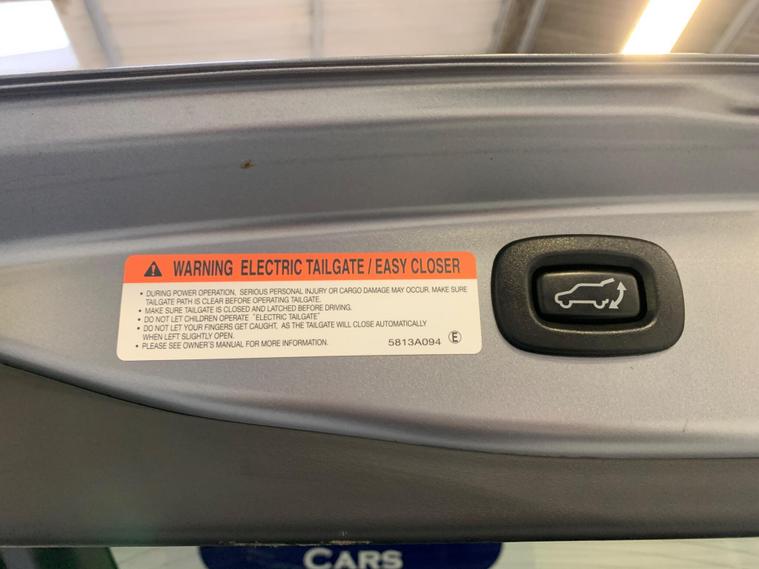 WARNING ELECTRIC TAILGATE / EASY CLOSER
• DURING POWER OPERATION, SERIOUS PERSONAL INJURY OR CARGO DAMAGE MAY OCCUR. MAKE SURE
TAILGATE PATH IS CLEAR BEFORE OPERATING TAILGATE.
• MAKE SURE TAILGATE IS CLOSED AND LATCHED BEFORE DRIVING.
• DO NOT LET CHILDREN OPERATE "ELECTRIC TAILGATE"
• DO NOT LET YOUR FINGERS GET CAUGHT, AS THE TAILGATE WILL CLOSE AUTOMATICALLY
WHEN LEFT SLIGHTLY OPEN.
• PLEASE SEE OWNER'S MANUAL FOR MORE INFORMATION.
5813A094 Ⓔ
CARS